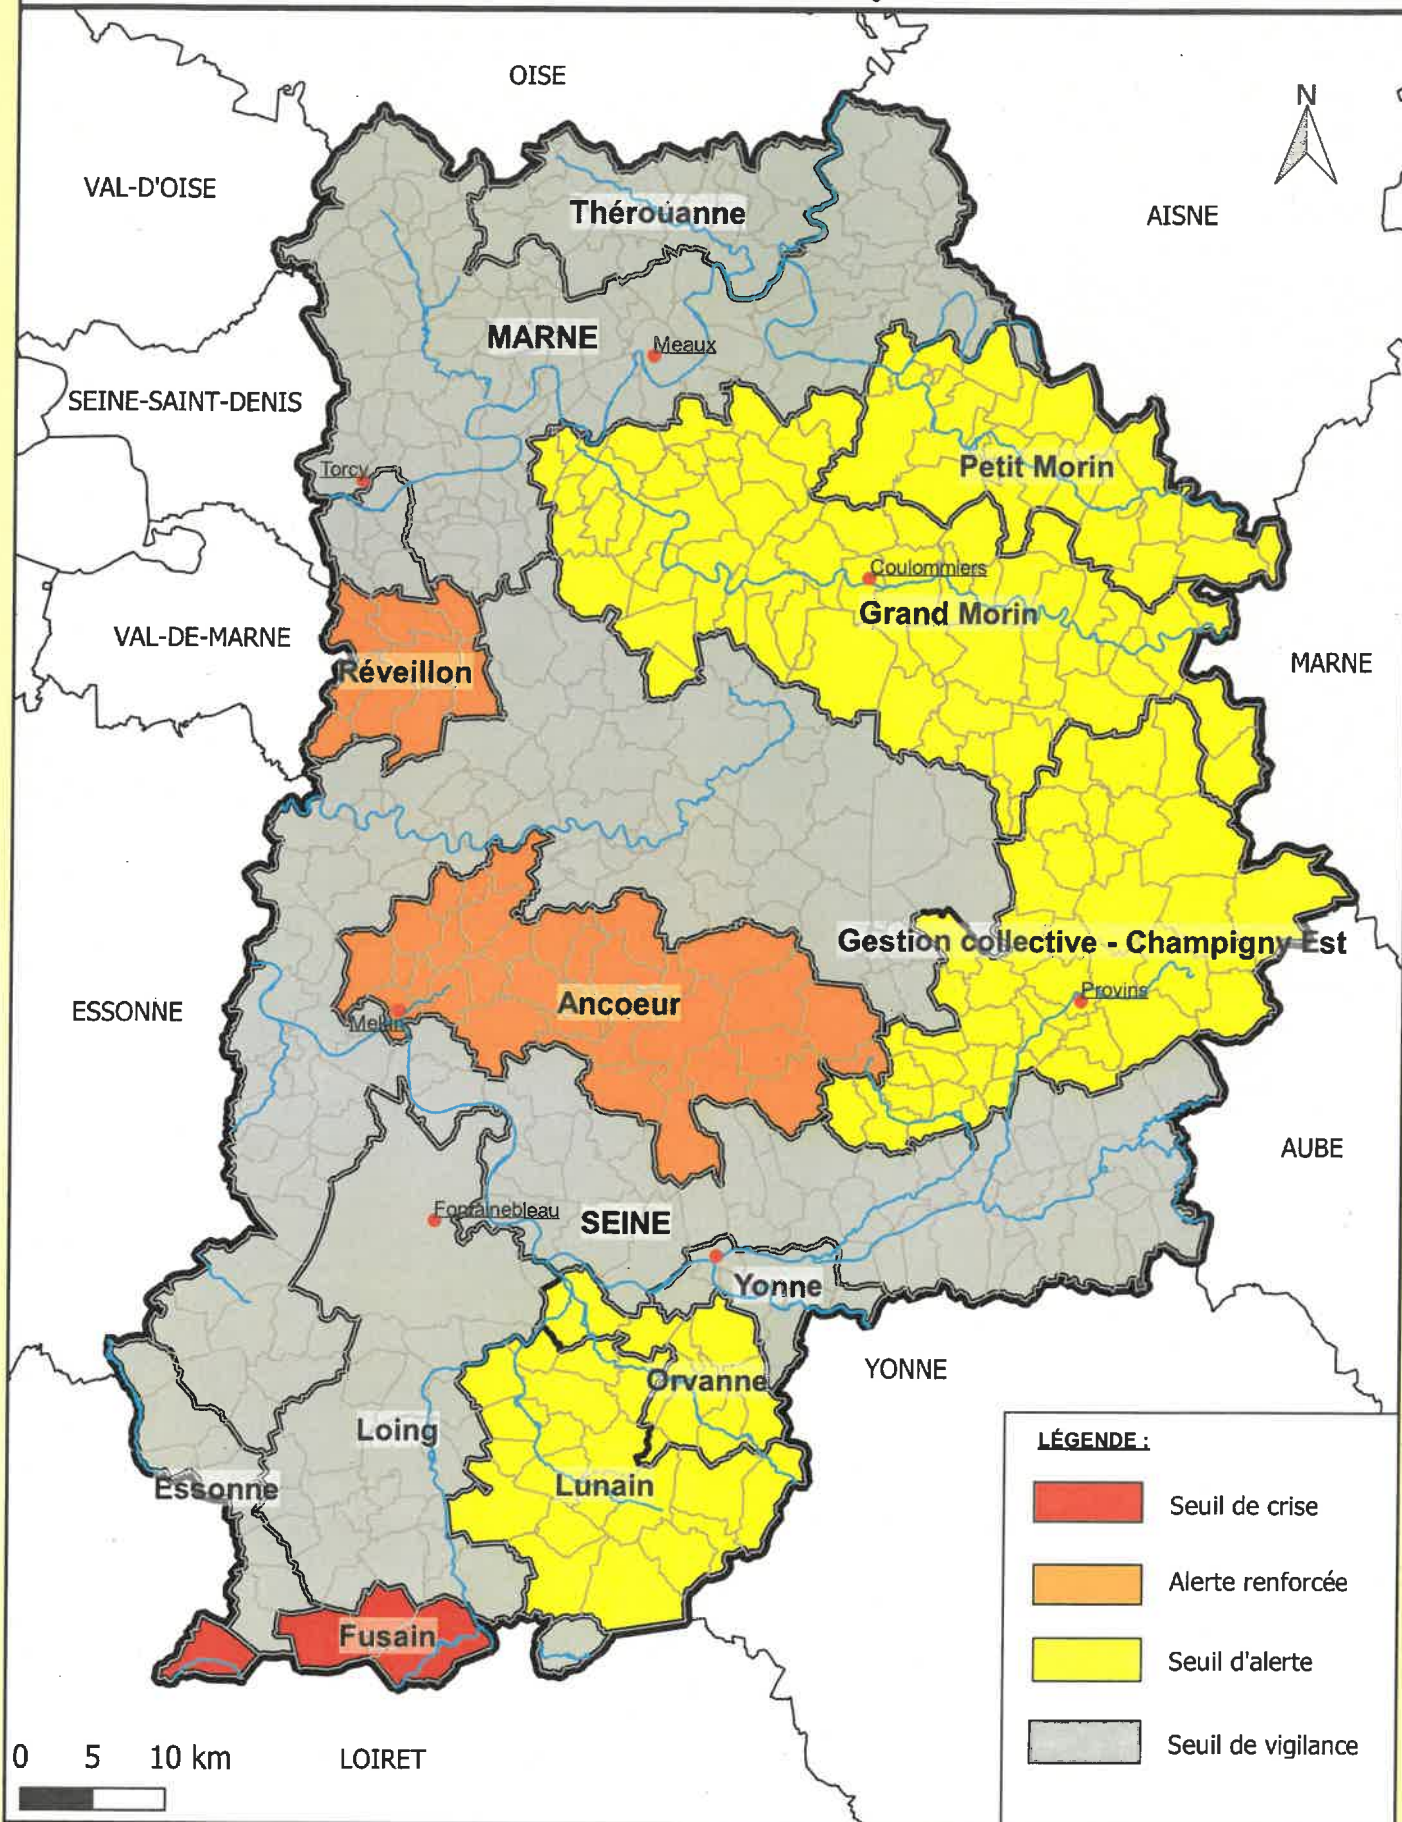 OISE
N
VAL-D'OISE
Thérouanne
AISNE
MARNE
Meaux
SEINE-SAINT-DENIS
Torcy
Petit Morin
Coulommiers
Grand Morin
VAL-DE-MARNE
MARNE
Réveillon
Gestion collective - Champigny Est
Provins
ESSONNE
Ancoeur
Melun
AUBE
Fontainebleau
SEINE
Yonne
YONNE
Orvanne
Loing
LÉGENDE :
Lunain
Essonne
Seuil de crise
Alerte renforcée
Fusain
Seuil d'alerte
Seuil de vigilance
0 5 10 km
LOIRET